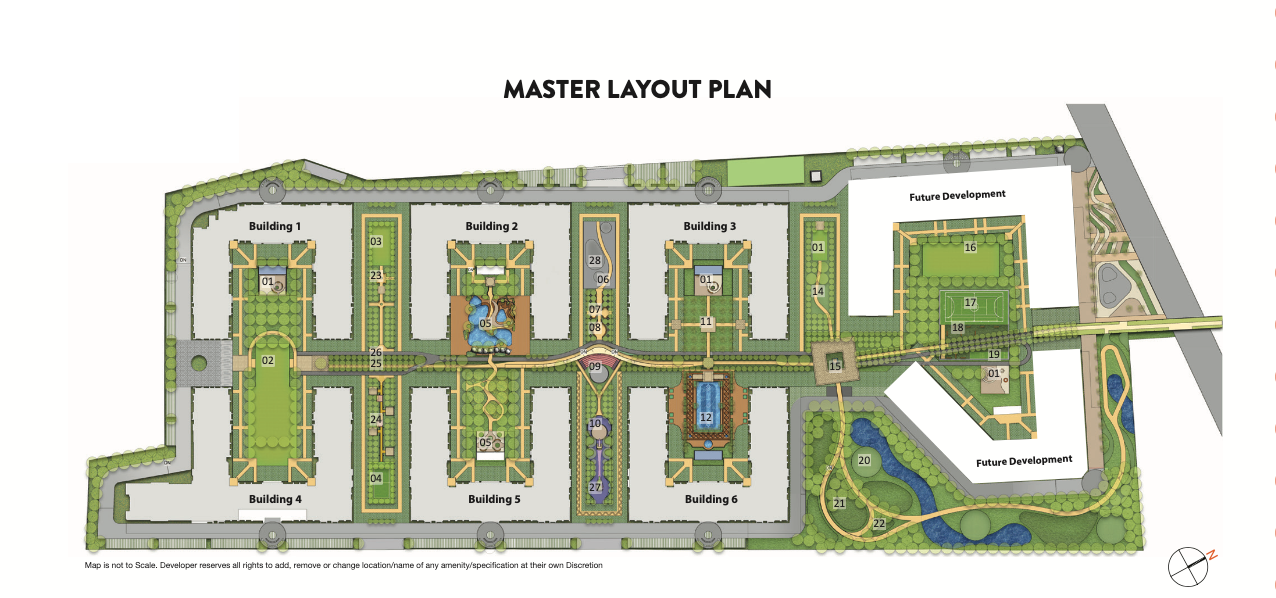 MASTER LAYOUT PLAN
Future Development
Building 1
Building 2
Building 3
03
01
16
28
23
01
06
01
14
17
07
05
11
08
18
26
19
02
25
09
15
01
12
24
10
05
20
Future Development
04
27
Building 4
Building 5
Building 6
21
22
Map is not to Scale. Developer reserves all rights to add, remove or change location/name of any amenity/specification at their own Discretion
N